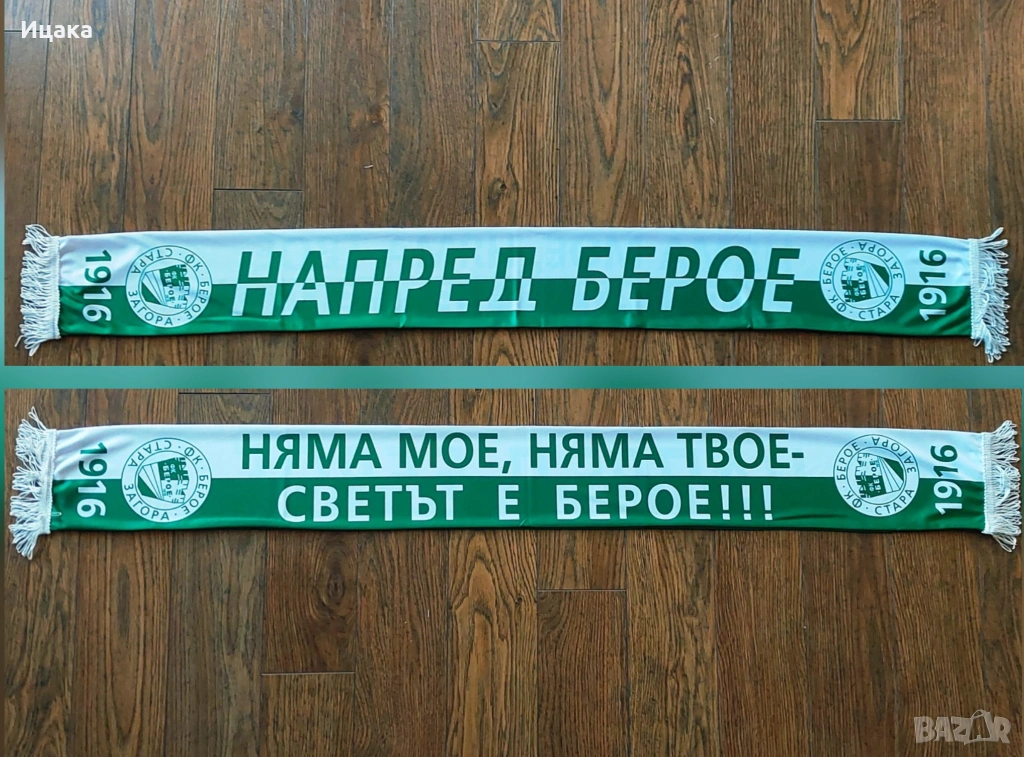 Ицака
1916
ФК БЕРОЕ · СТАРА ЗАГОРА ·
НАПРЕД БЕРОЕ
ФК БЕРОЕ · СТАРА ЗАГОРА ·
1916
1916
ФК БЕРОЕ · СТАРА ЗАГОРА ·
НЯМА МОЕ, НЯМА ТВОЕ-
СВЕТЪТ Е БЕРОЕ!!!
ФК БЕРОЕ · СТАРА ЗАГОРА ·
1916
BAZAR